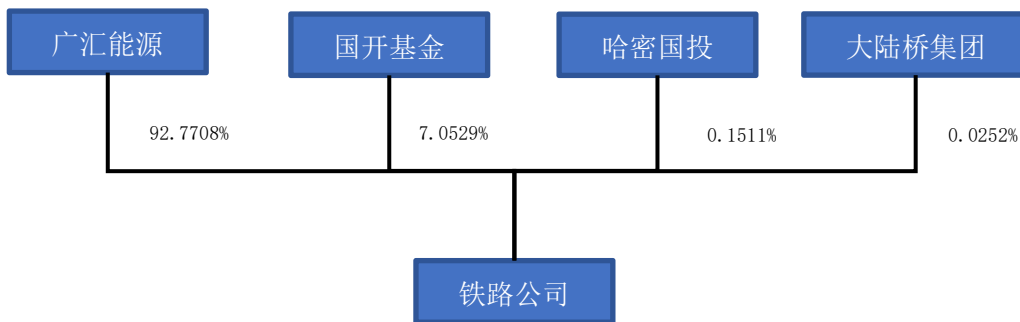 广汇能源
国开基金
哈密国投
大陆桥集团
92.7708%
7.0529%
0.1511%
0.0252%
铁路公司